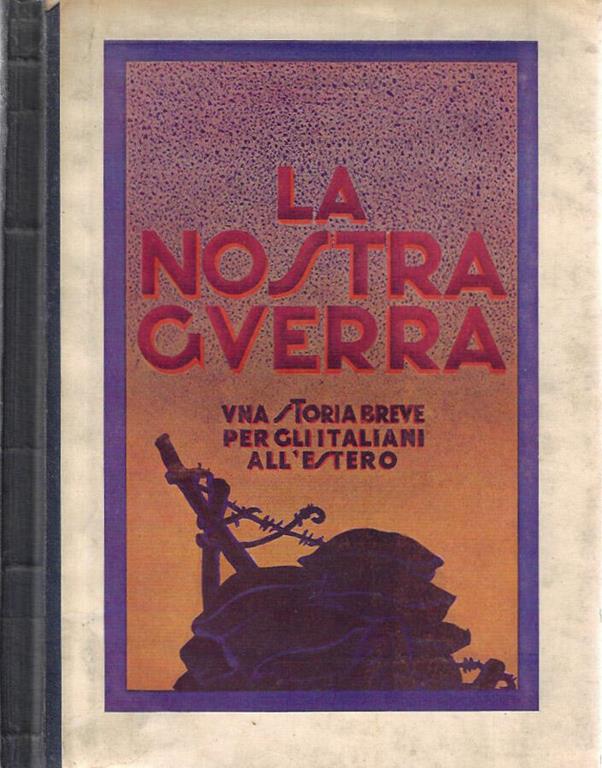 LA
NOSTRA
GVERRA
VNA STORIA BREVE
PER GLI ITALIANI
ALL'ESTERO